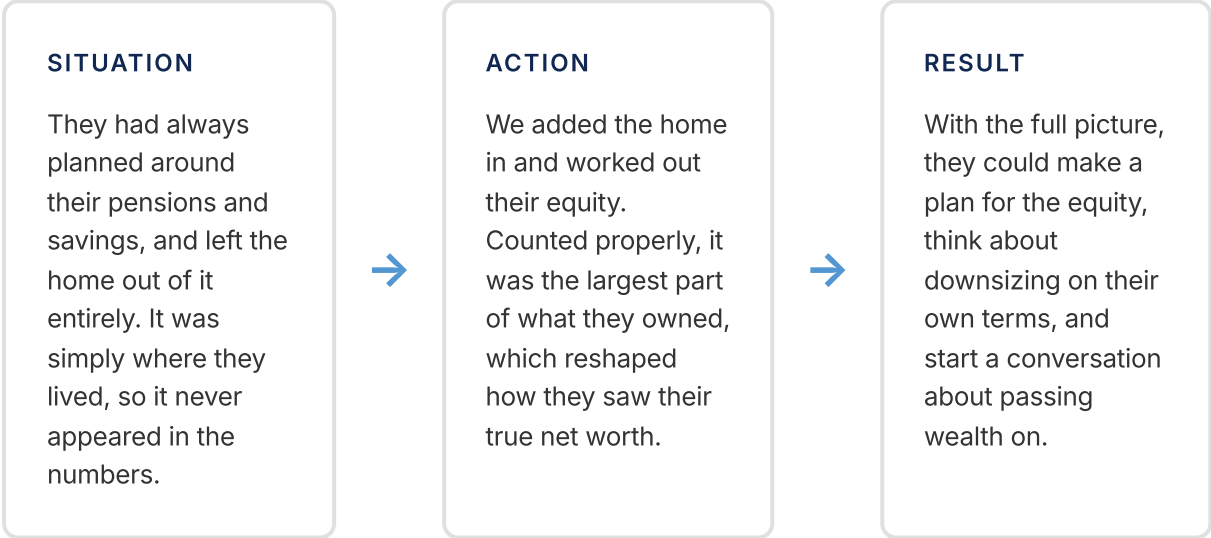 SITUATION
They had always
planned around
their pensions and
savings, and left the
home out of it
entirely. It was
simply where they
lived, so it never
appeared in the
numbers.
ACTION
We added the home
in and worked out
their equity.
Counted properly, it
was the largest part
of what they owned,
which reshaped
how they saw their
true net worth.
RESULT
With the full picture,
they could make a
plan for the equity,
think about
downsizing on their
own terms, and
start a conversation
about passing
wealth on.